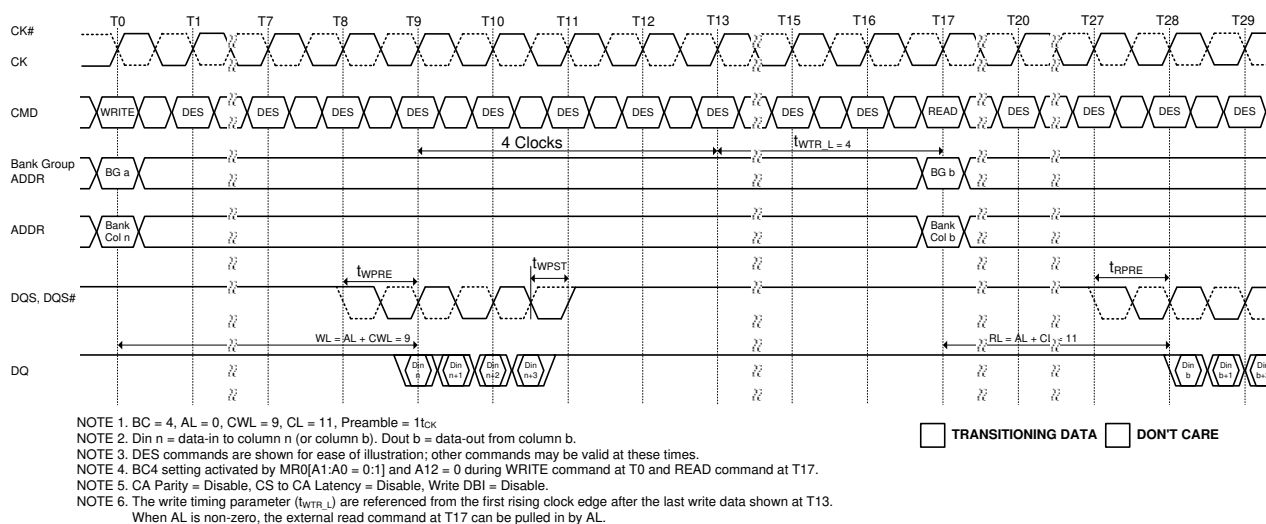 T0 T1 T7 T8 T9 T10 T11 T12 T13 T15 T16 T17 T20 T27 T28 T29
CK#
CK
CMD WRITE DES DES DES DES DES DES DES DES DES DES READ DES DES DES DES
4 Clocks tWTR_L = 4
Bank Group
ADDR
BG a BG b
ADDR
Bank Bank
Col n Col b
tWPRE tWPST tRPRE
DQS, DQS#
WL = AL + CWL = 9 RL = AL + CL = 11
DQ
Din Din Din Din Din Din Din
n n+1 n+2 n+3 b b+1
NOTE 1. BC = 4, AL = 0, CWL = 9, CL = 11, Preamble = 1tCK
NOTE 2. Din n = data-in to column n (or column b). Dout b = data-out from column b.
NOTE 3. DES commands are shown for ease of illustration; other commands may be valid at these times.
NOTE 4. BC4 setting activated by MR0[A1:A0 = 0:1] and A12 = 0 during WRITE command at T0 and READ command at T17.
NOTE 5. CA Parity = Disable, CS to CA Latency = Disable, Write DBI = Disable.
NOTE 6. The write timing parameter (tWTR_L) are referenced from the first rising clock edge after the last write data shown at T13.
When AL is non-zero, the external read command at T17 can be pulled in by AL.
TRANSITIONING DATA DON'T CARE